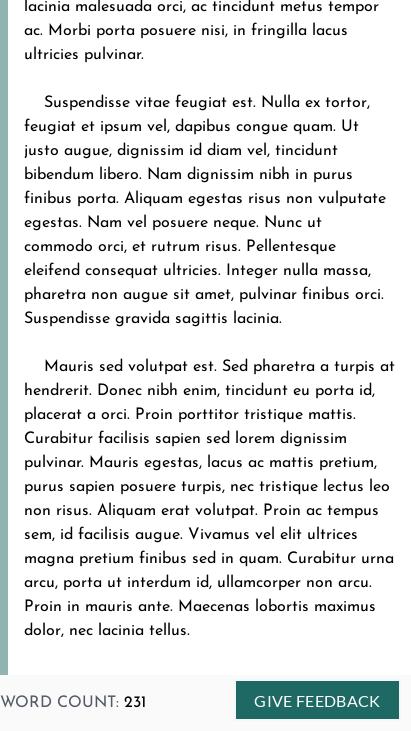 lacinia malesuada orci, ac tincidunt metus tempor
ac. Morbi porta posuere nisi, in fringilla lacus
ultricies pulvinar.
Suspendisse vitae feugiat est. Nulla ex tortor,
feugiat et ipsum vel, dapibus congue quam. Ut
justo augue, dignissim id diam vel, tincidunt
bibendum libero. Nam dignissim nibh in purus
finibus porta. Aliquam egestas risus non vulputate
egestas. Nam vel posuere neque. Nunc ut
commodo orci, et rutrum risus. Pellentesque
eleifend consequat ultricies. Integer nulla massa,
pharetra non augue sit amet, pulvinar finibus orci.
Suspendisse gravida sagittis lacinia.
Mauris sed volutpat est. Sed pharetra a turpis at
hendrerit. Donec nibh enim, tincidunt eu porta id,
placerat a orci. Proin porttitor tristique mattis.
Curabitur facilisis sapien sed lorem dignissim
pulvinar. Mauris egestas, lacus ac mattis pretium,
purus sapien posuere turpis, nec tristique lectus leo
non risus. Aliquam erat volutpat. Proin ac tempus
sem, id facilisis augue. Vivamus vel elit ultrices
magna pretium finibus sed in quam. Curabitur urna
arcu, porta ut interdum id, ullamcorper non arcu.
Proin in mauris ante. Maecenas lobortis maximus
dolor, nec lacinia tellus.
WORD COUNT: 231
GIVE FEEDBACK